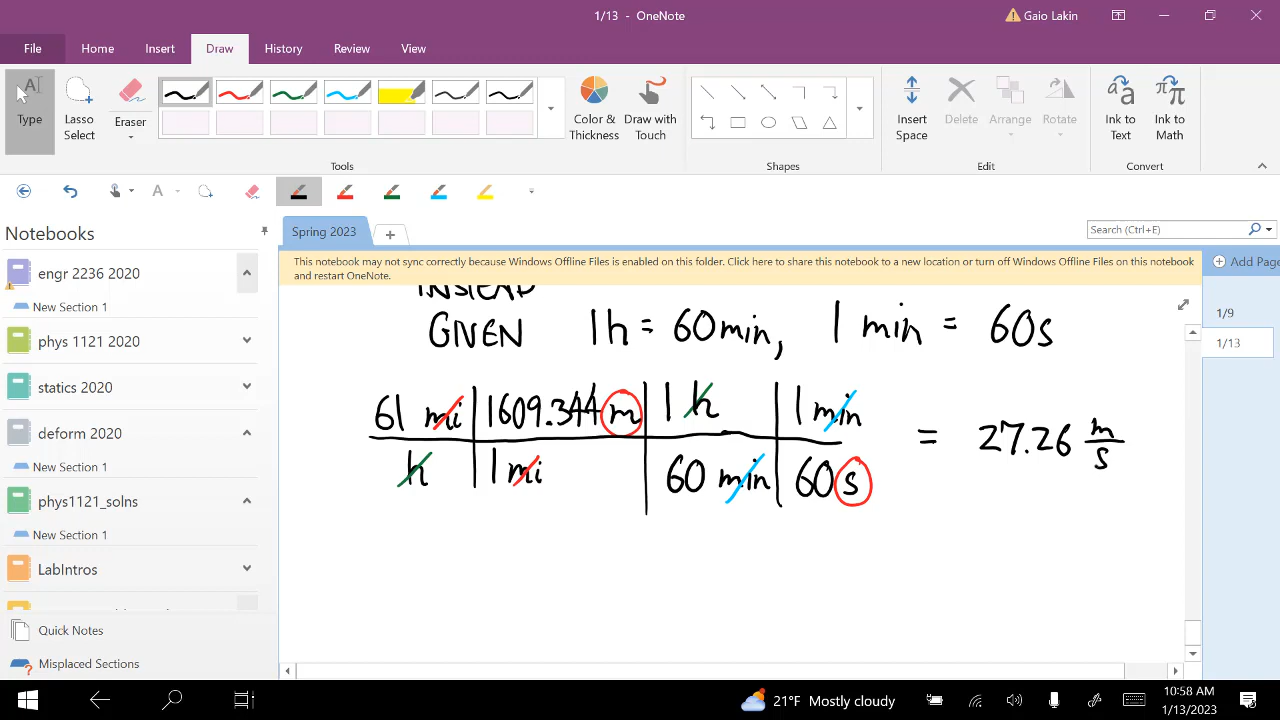 1/13 - OneNote
Gaio Lakin
File Home Insert Draw History Review View
Type
Lasso Select
Eraser
Color & Thickness
Draw with Touch
Insert Space
Delete
Arrange
Rotate
Ink to Text
Ink to Math
Tools
Shapes
Edit
Convert
A
Notebooks
Spring 2023
Search (Ctrl+E)
This notebook may not sync correctly because Windows Offline Files is enabled on this folder. Click here to share this notebook to a new location or turn off Windows Offline Files on this notebook
and restart OneNote.
Add Page
1/9
1/13
engr 2236 2020
New Section 1
phys 1121 2020
statics 2020
deform 2020
New Section 1
phys1121_solns
New Section 1
LabIntros
Quick Notes
Misplaced Sections
INSTEAD
GIVEN 1h = 60min, 1 min = 60s
61 mi 1609.344 m 1 h 1 min
h 1 mi 60 min 60 s
= 27.26 m/s
21°F Mostly cloudy
10:58 AM
1/13/2023